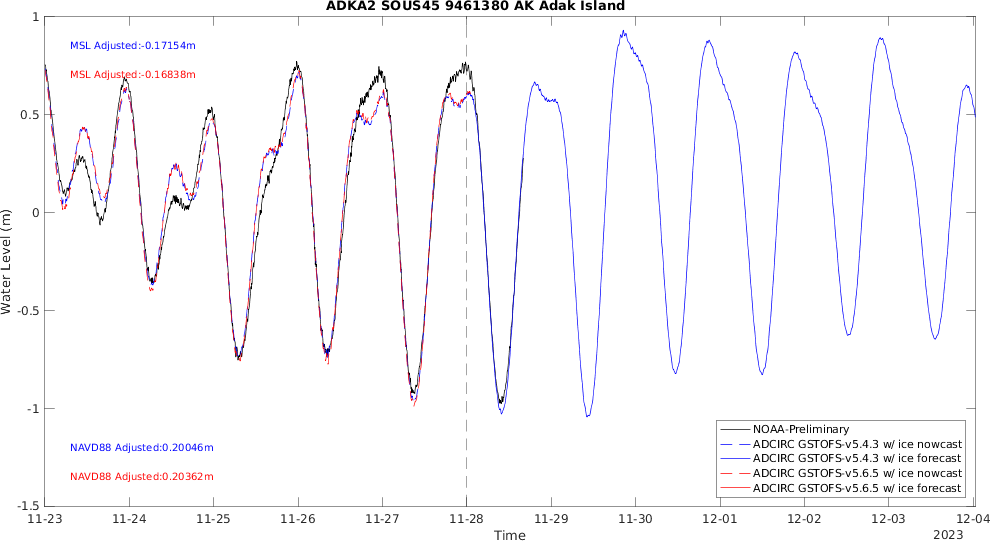 ADKA2 SOUS45 9461380 AK Adak Island
MSL Adjusted:-0.17154m
MSL Adjusted:-0.16838m
NAVD88 Adjusted:0.20046m
NAVD88 Adjusted:0.20362m
Water Level (m)
1
0.5
0
-0.5
-1
-1.5
NOAA-Preliminary
ADCIRC GSTOFS-v5.4.3 w/ ice nowcast
ADCIRC GSTOFS-v5.4.3 w/ ice forecast
ADCIRC GSTOFS-v5.6.5 w/ ice nowcast
ADCIRC GSTOFS-v5.6.5 w/ ice forecast
11-23 11-24 11-25 11-26 11-27 11-28 11-29 11-30 12-01 12-02 12-03 12-04
Time
2023